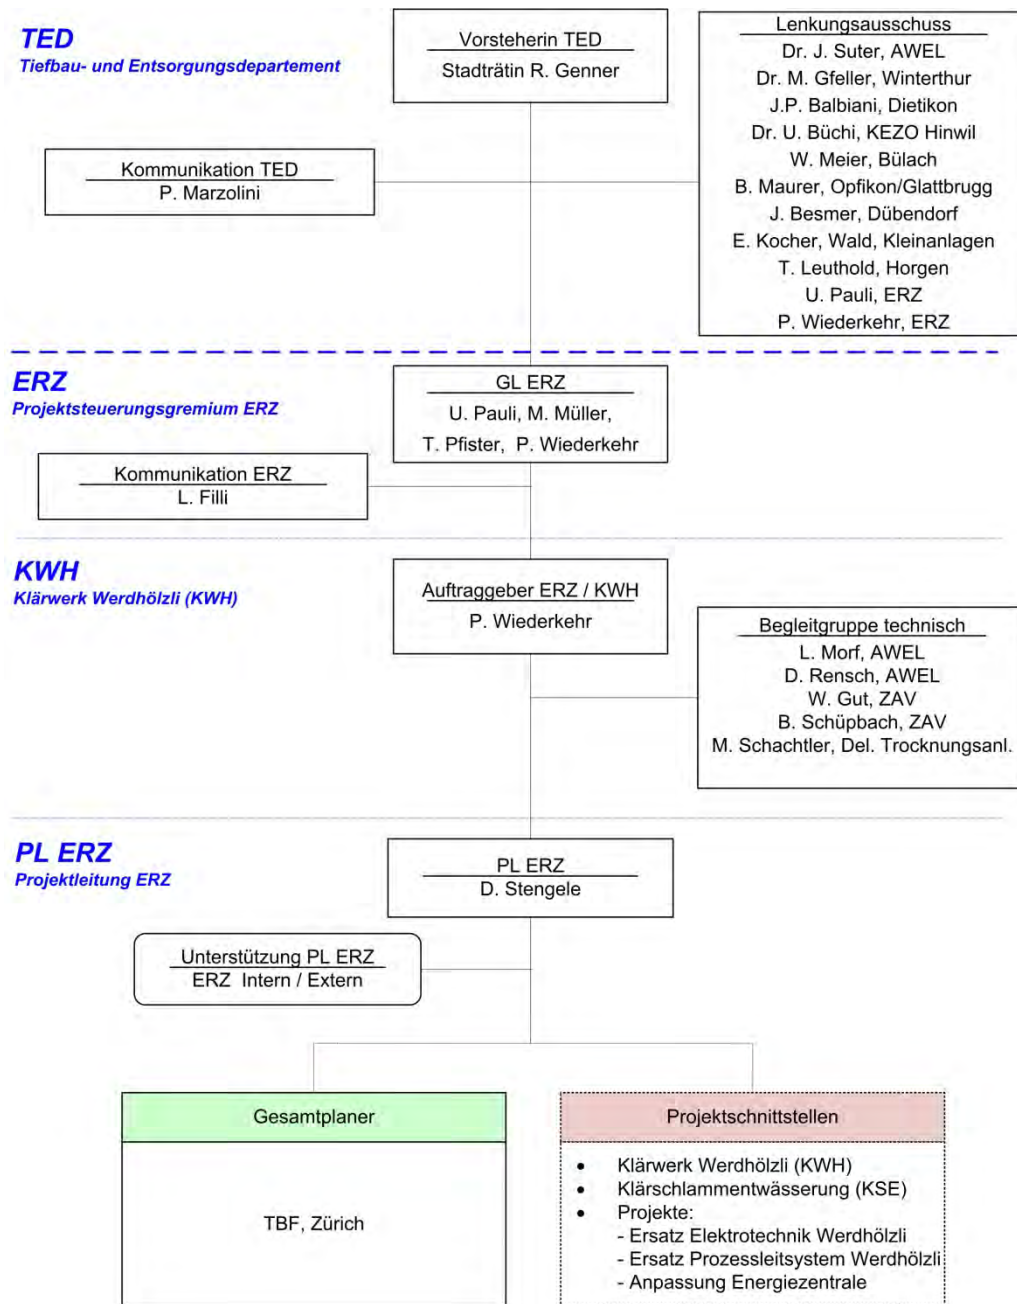 TED
Tiefbau- und Entsorgungsdepartement
Vorsteherin TED
Stadträtin R. Genner
Lenkungsausschuss
Dr. J. Suter, AWEL
Dr. M. Gfeller, Winterthur
J.P. Balbiani, Dietikon
Dr. U. Büchi, KEZO Hinwil
W. Meier, Bülach
B. Maurer, Opfikon/Glattbrugg
J. Besmer, Dübendorf
E. Kocher, Wald, Kleinanlagen
T. Leuthold, Horgen
U. Pauli, ERZ
P. Wiederkehr, ERZ
Kommunikation TED
P. Marzolini
ERZ
Projektsteuerungsgremium ERZ
GL ERZ
U. Pauli, M. Müller,
T. Pfister, P. Wiederkehr
Kommunikation ERZ
L. Filli
KWH
Klärwerk Werdhölzli (KWH)
Auftraggeber ERZ / KWH
P. Wiederkehr
Begleitgruppe technisch
L. Morf, AWEL
D. Rensch, AWEL
W. Gut, ZAV
B. Schüpbach, ZAV
M. Schachtler, Del. Trocknungsanl.
PL ERZ
Projektleitung ERZ
PL ERZ
D. Stengele
Unterstützung PL ERZ
ERZ Intern / Extern
Gesamtplaner
TBF, Zürich
Projektschnittstellen
• Klärwerk Werdhölzli (KWH)
• Klärschlammentwässerung (KSE)
• Projekte:
- Ersatz Elektrotechnik Werdhölzli
- Ersatz Prozessleitsystem Werdhölzli
- Anpassung Energiezentrale